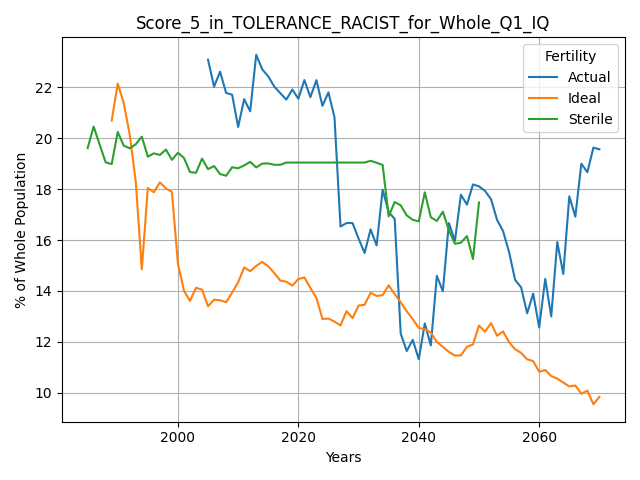 Score_5_in_TOLERANCE_RACIST_for_Whole_Q1_IQ
Fertility
Actual
Ideal
Sterile
% of Whole Population
22
20
18
16
14
12
10
2000 2020 2040 2060
Years